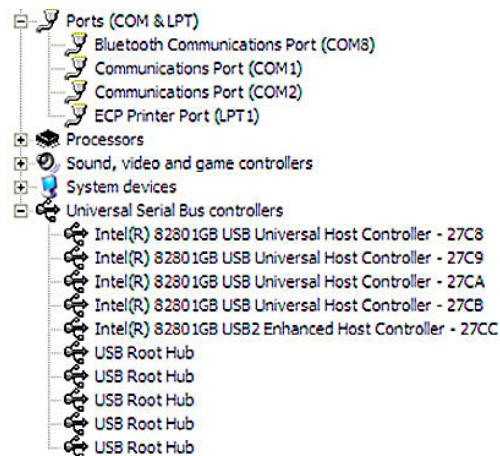 Ports (COM & LPT)
Bluetooth Communications Port (COM8)
Communications Port (COM1)
Communications Port (COM2)
ECP Printer Port (LPT1)
Processors
Sound, video and game controllers
System devices
Universal Serial Bus controllers
Intel(R) 82801GB USB Universal Host Controller - 27C8
Intel(R) 82801GB USB Universal Host Controller - 27C9
Intel(R) 82801GB USB Universal Host Controller - 27CA
Intel(R) 82801GB USB Universal Host Controller - 27CB
Intel(R) 82801GB USB2 Enhanced Host Controller - 27CC
USB Root Hub
USB Root Hub
USB Root Hub
USB Root Hub
USB Root Hub